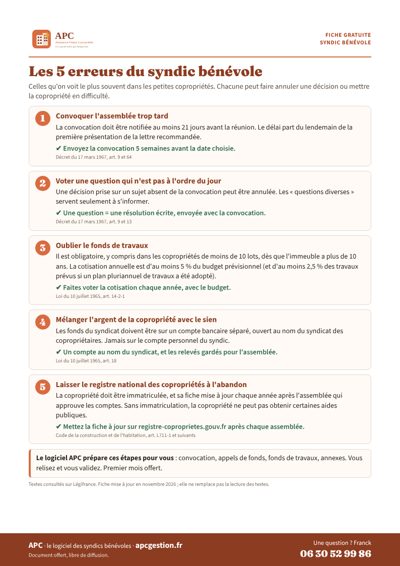 APC
FICHE GRATUITE
SYNDIC BÉNÉVOLE
Les 5 erreurs du syndic bénévole
Celles qu'on voit le plus souvent dans les petites copropriétés. Chacune peut faire annuler une décision ou mettre
la copropriété en difficulté.
1
Convoquer l'assemblée trop tard
La convocation doit être notifiée au moins 21 jours avant la réunion. Le délai part du lendemain de la
première présentation de la lettre recommandée.
✔ Envoyez la convocation 5 semaines avant la date choisie.
Décret du 17 mars 1967, art. 9 et 64
2
Voter une question qui n'est pas à l'ordre du jour
Une décision prise sur un sujet absent de la convocation peut être annulée. Les « questions diverses »
servent seulement à s'informer.
✔ Une question = une résolution écrite, envoyée avec la convocation.
Décret du 17 mars 1967, art. 9 et 13
3
Oublier le fonds de travaux
Il est obligatoire, y compris dans les copropriétés de moins de 10 lots, dès que l'immeuble a plus de 10
ans. La cotisation annuelle est d'au moins 5 % du budget prévisionnel (et d'au moins 2,5 % des travaux
prévus si un plan pluriannuel de travaux a été adopté).
✔ Faites voter la cotisation chaque année, avec le budget.
Loi du 10 juillet 1965, art. 14-2-1
4
Mélanger l'argent de la copropriété avec le sien
Les fonds du syndicat doivent être sur un compte bancaire séparé, ouvert au nom du syndicat des
copropriétaires. Jamais sur le compte personnel du syndic.
✔ Un compte au nom du syndicat, et les relevés gardés pour l'assemblée.
Loi du 10 juillet 1965, art. 18
5
Laisser le registre national des copropriétés à l'abandon
La copropriété doit être immatriculée, et sa fiche mise à jour chaque année après l'assemblée qui
approuve les comptes. Sans immatriculation, la copropriété ne peut pas obtenir certaines aides
publiques.
✔ Mettez la fiche à jour sur registre-coproprietes.gouv.fr après chaque assemblée.
Code de la construction et de l'habitation, art. L711-1 et suivants
Le logiciel APC prépare ces étapes pour vous : convocation, appels de fonds, fonds de travaux, annexes. Vous
relisez et vous validez. Premier mois offert.
Textes consultés sur Légifrance. Fiche mise à jour en novembre 2026 ; elle ne remplace pas la lecture des textes.
APC · le logiciel des syndics bénévoles · apcgestion.fr
Document offert, libre de diffusion.
Une question ? Franck
06 30 52 99 86